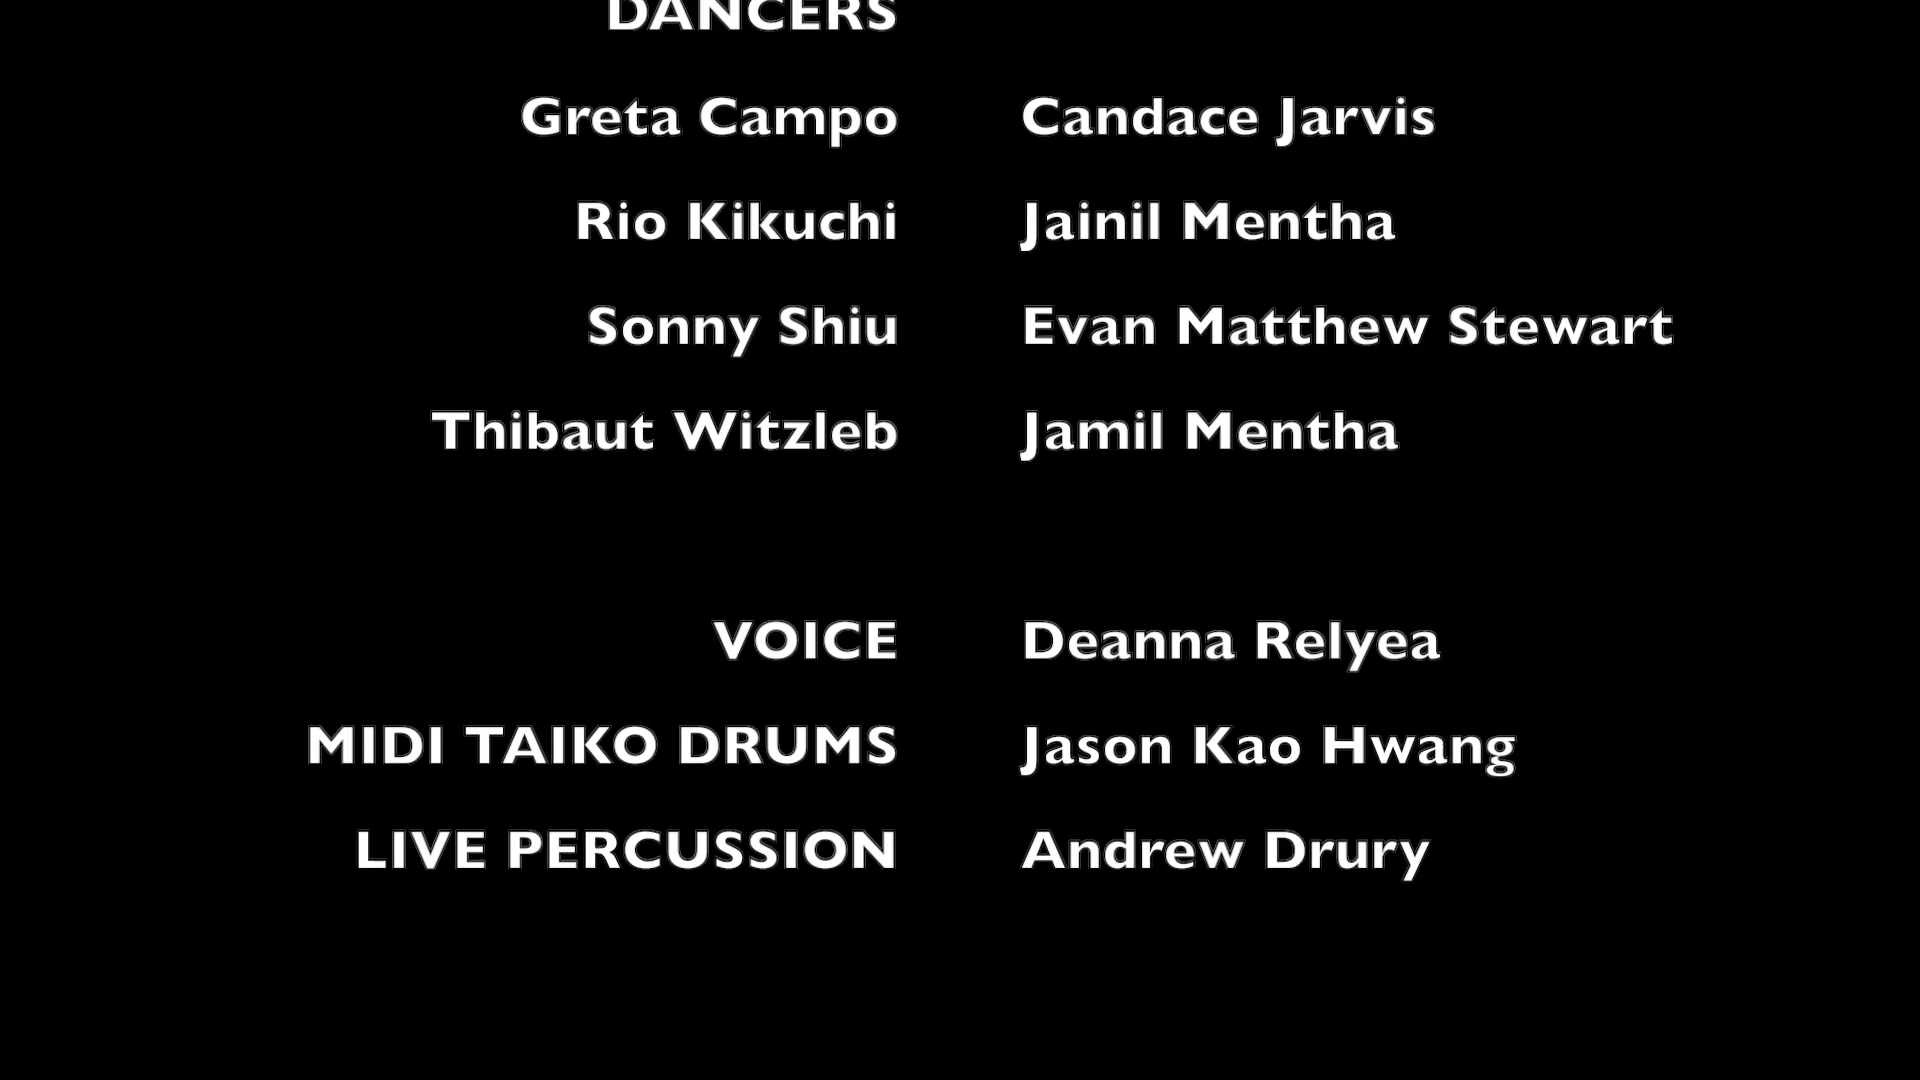 DANCERS
Greta Campo Candace Jarvis
Rio Kikuchi Jainil Mentha
Sonny Shiu Evan Matthew Stewart
Thibaut Witzleb Jamil Mentha
VOICE Deanna Relyea
MIDI TAIKO DRUMS Jason Kao Hwang
LIVE PERCUSSION Andrew Drury